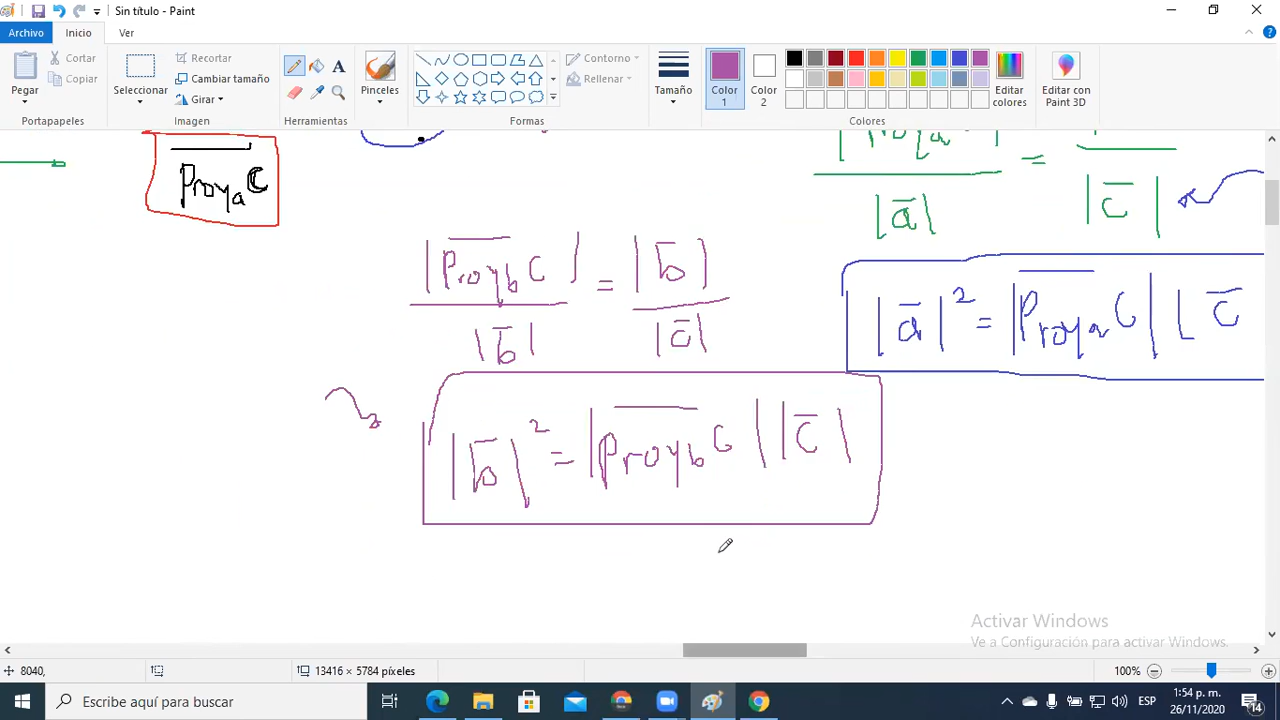 Sin título - Paint
Archivo Inicio Ver
Pegar
Cortar
Copiar
Portapapeles
Seleccionar
Recortar
Cambiar tamaño
Girar
Imagen
A
Herramientas
Pinceles
Contorno
Rellenar
Formas
Tamaño
Color 1
Color 2
Editar colores
Colores
Editar con Paint 3D
Proy_a C
|Proy_a C| / |a̅| = / |c̅|
|Proy_b C| / |b̅| = |b̅| / |c̅|
|a̅|² = |Proy_a C| | c̅
|b̅|² = |Proy_b C| |c̅|
Activar Windows
Ve a Configuración para activar Windows.
8040,
13416 × 5784 píxeles
100%
Escribe aquí para buscar
ESP
1:54 p. m.
26/11/2020
14